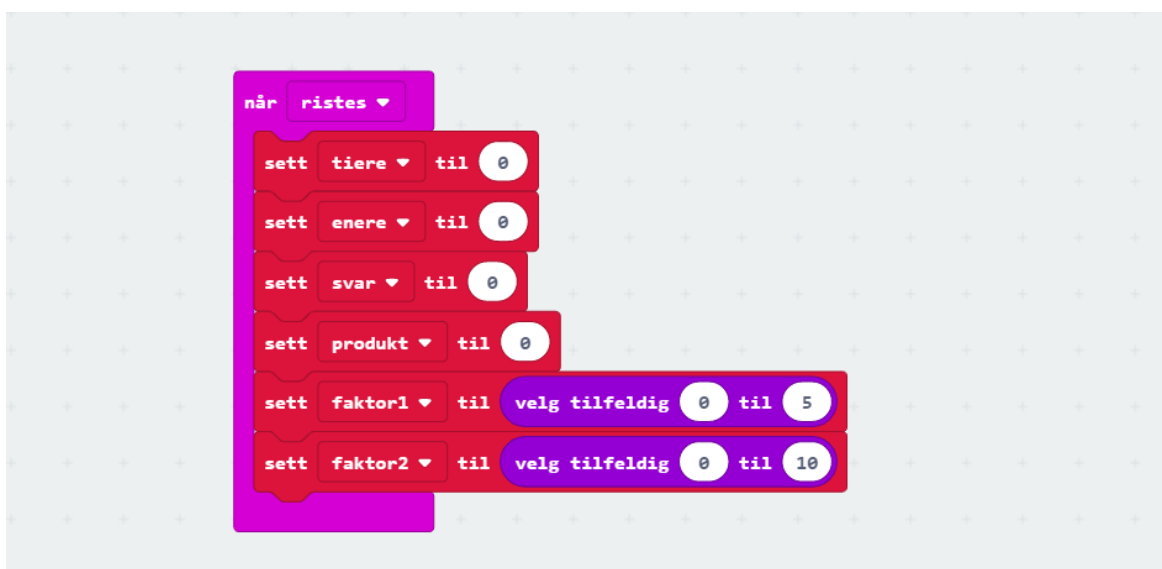 når ristes
sett tiere til 0
sett enere til 0
sett svar til 0
sett produkt til 0
sett faktor1 til velg tilfeldig 0 til 5
sett faktor2 til velg tilfeldig 0 til 10